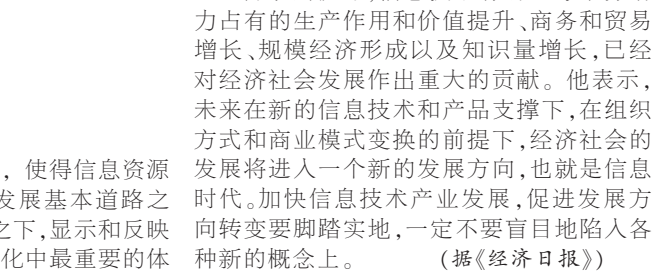 ，使得信息资源
发展基本道路之
之下，显示和反映
化中最重要的体
力占有的生产作用和价值提升、商务和贸易
增长、规模经济形成以及知识量增长，已经
对经济社会发展作出重大的贡献。他表示，
未来在新的信息技术和产品支撑下，在组织
方式和商业模式变换的前提下，经济社会的
发展将进入一个新的发展方向，也就是信息
时代。加快信息技术产业发展，促进发展方
向转变要脚踏实地，一定不要盲目地陷入各
种新的概念上。 （据《经济日报》）